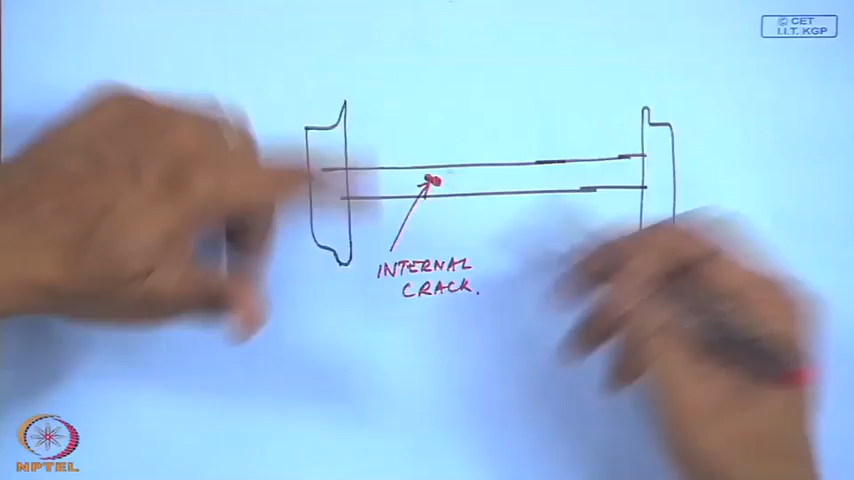 © CET
I.I.T. KGP
INTERNAL
CRACK.
NPTEL